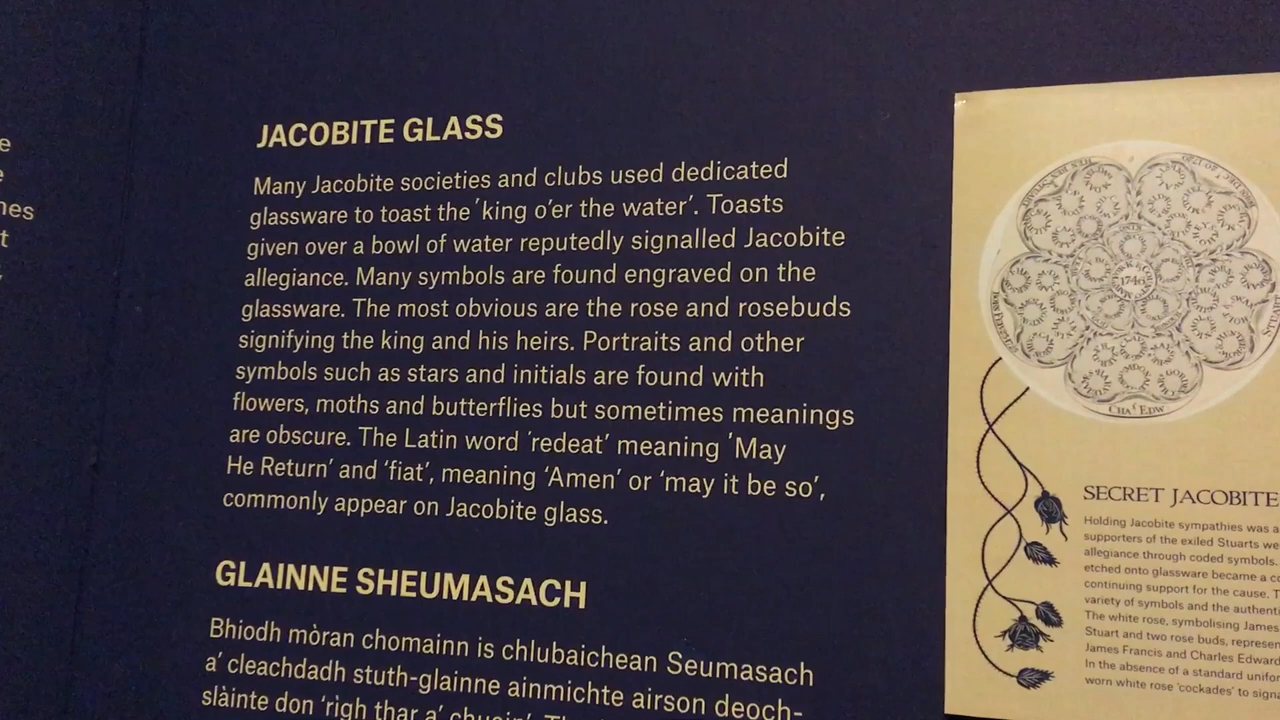 JACOBITE GLASS
Many Jacobite societies and clubs used dedicated
glassware to toast the 'king o'er the water'. Toasts
given over a bowl of water reputedly signalled Jacobite
allegiance. Many symbols are found engraved on the
glassware. The most obvious are the rose and rosebuds
signifying the king and his heirs. Portraits and other
symbols such as stars and initials are found with
flowers, moths and butterflies but sometimes meanings
are obscure. The Latin word 'redeat' meaning 'May
He Return' and 'fiat', meaning 'Amen' or 'may it be so',
commonly appear on Jacobite glass.
GLAINNE SHEUMASACH
Bhiodh mòran chomainn is chlubaichean Seumasach
a' cleachdadh stuth-glainne ainmichte airson deoch-
slàinte don 'rìgh thar a' chuain'.
1746
CHAS EDW
SECRET JACOBITE
Holding Jacobite sympathies was a
supporters of the exiled Stuarts we
allegiance through coded symbols.
etched onto glassware became a
continuing support for the cause.
variety of symbols and the
The white rose, symbolising James
Stuart and two rose buds,
James Francis and Charles Edward
In the absence of a standard
worn white rose 'cockades' to